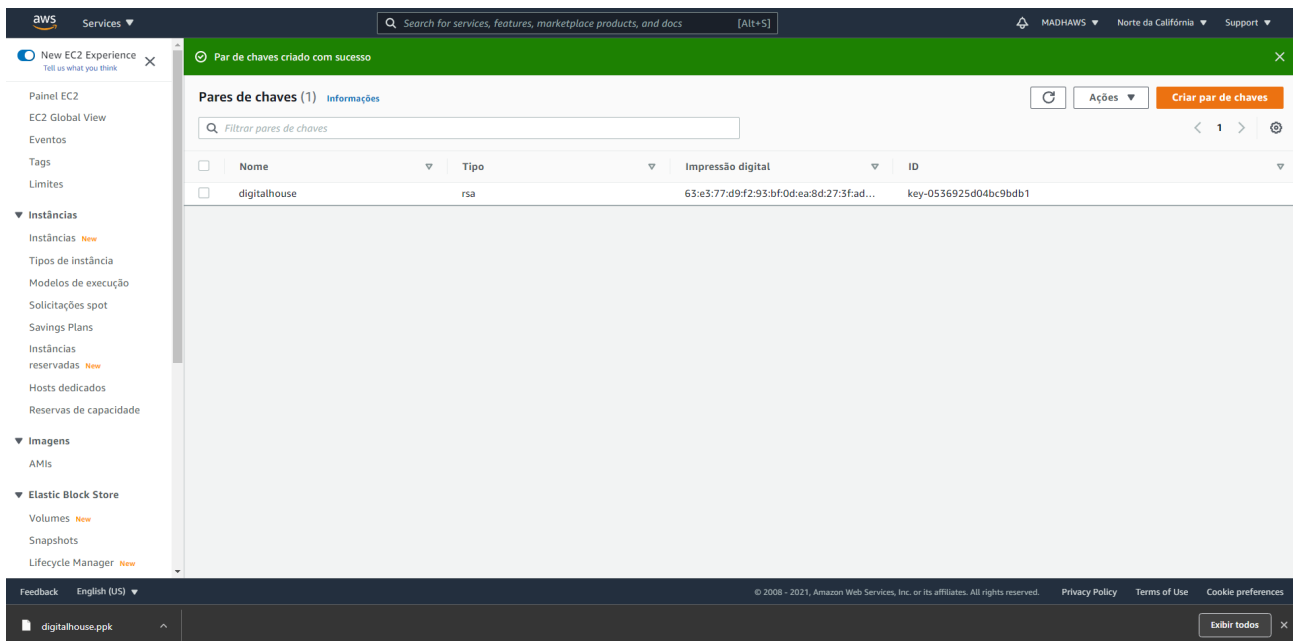 aws Services ▼ Search for services, features, marketplace products, and docs [Alt+S] MADHAWS ▼ Norte da Califórnia ▼ Support ▼
New EC2 Experience
Tell us what you think
Par de chaves criado com sucesso
Painel EC2
EC2 Global View
Eventos
Tags
Limites
Instâncias
Instâncias New
Tipos de instância
Modelos de execução
Solicitações spot
Savings Plans
Instâncias
reservadas New
Hosts dedicados
Reservas de capacidade
Imagens
AMIs
Elastic Block Store
Volumes New
Snapshots
Lifecycle Manager New
Pares de chaves (1) Informações
Ações ▼ Criar par de chaves
Filtrar pares de chaves
1
Nome Tipo Impressão digital ID
digitalhouse rsa 63:e3:77:d9:f2:93:bf:0d:ea:8d:27:3f:ad... key-0536925d04bc9bdb1
Feedback English (US) ▼ © 2008 - 2021, Amazon Web Services, Inc. or its affiliates. All rights reserved. Privacy Policy Terms of Use Cookie preferences
digitalhouse.ppk Exibir todos